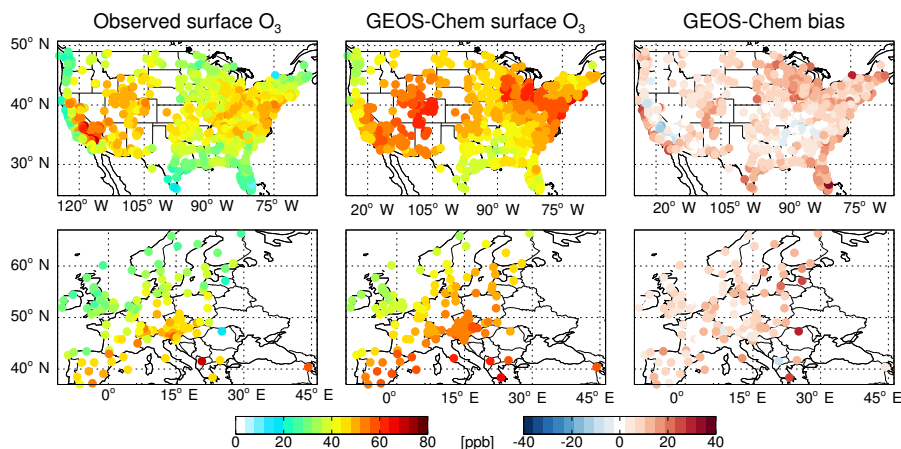 Observed surface O₃ GEOS-Chem surface O₃ GEOS-Chem bias
50° N
40° N
30° N
120° W 105° W 90° W 75° W 20° W 105° W 90° W 75° W 20° W 105° W 90° W 75° W
60° N
50° N
40° N
0° 15° E 30° E 45° E 0° 15° E 30° E 45° E 0° 15° E 30° E 45° E
0 20 40 60 80 [ppb] -40 -20 0 20 40